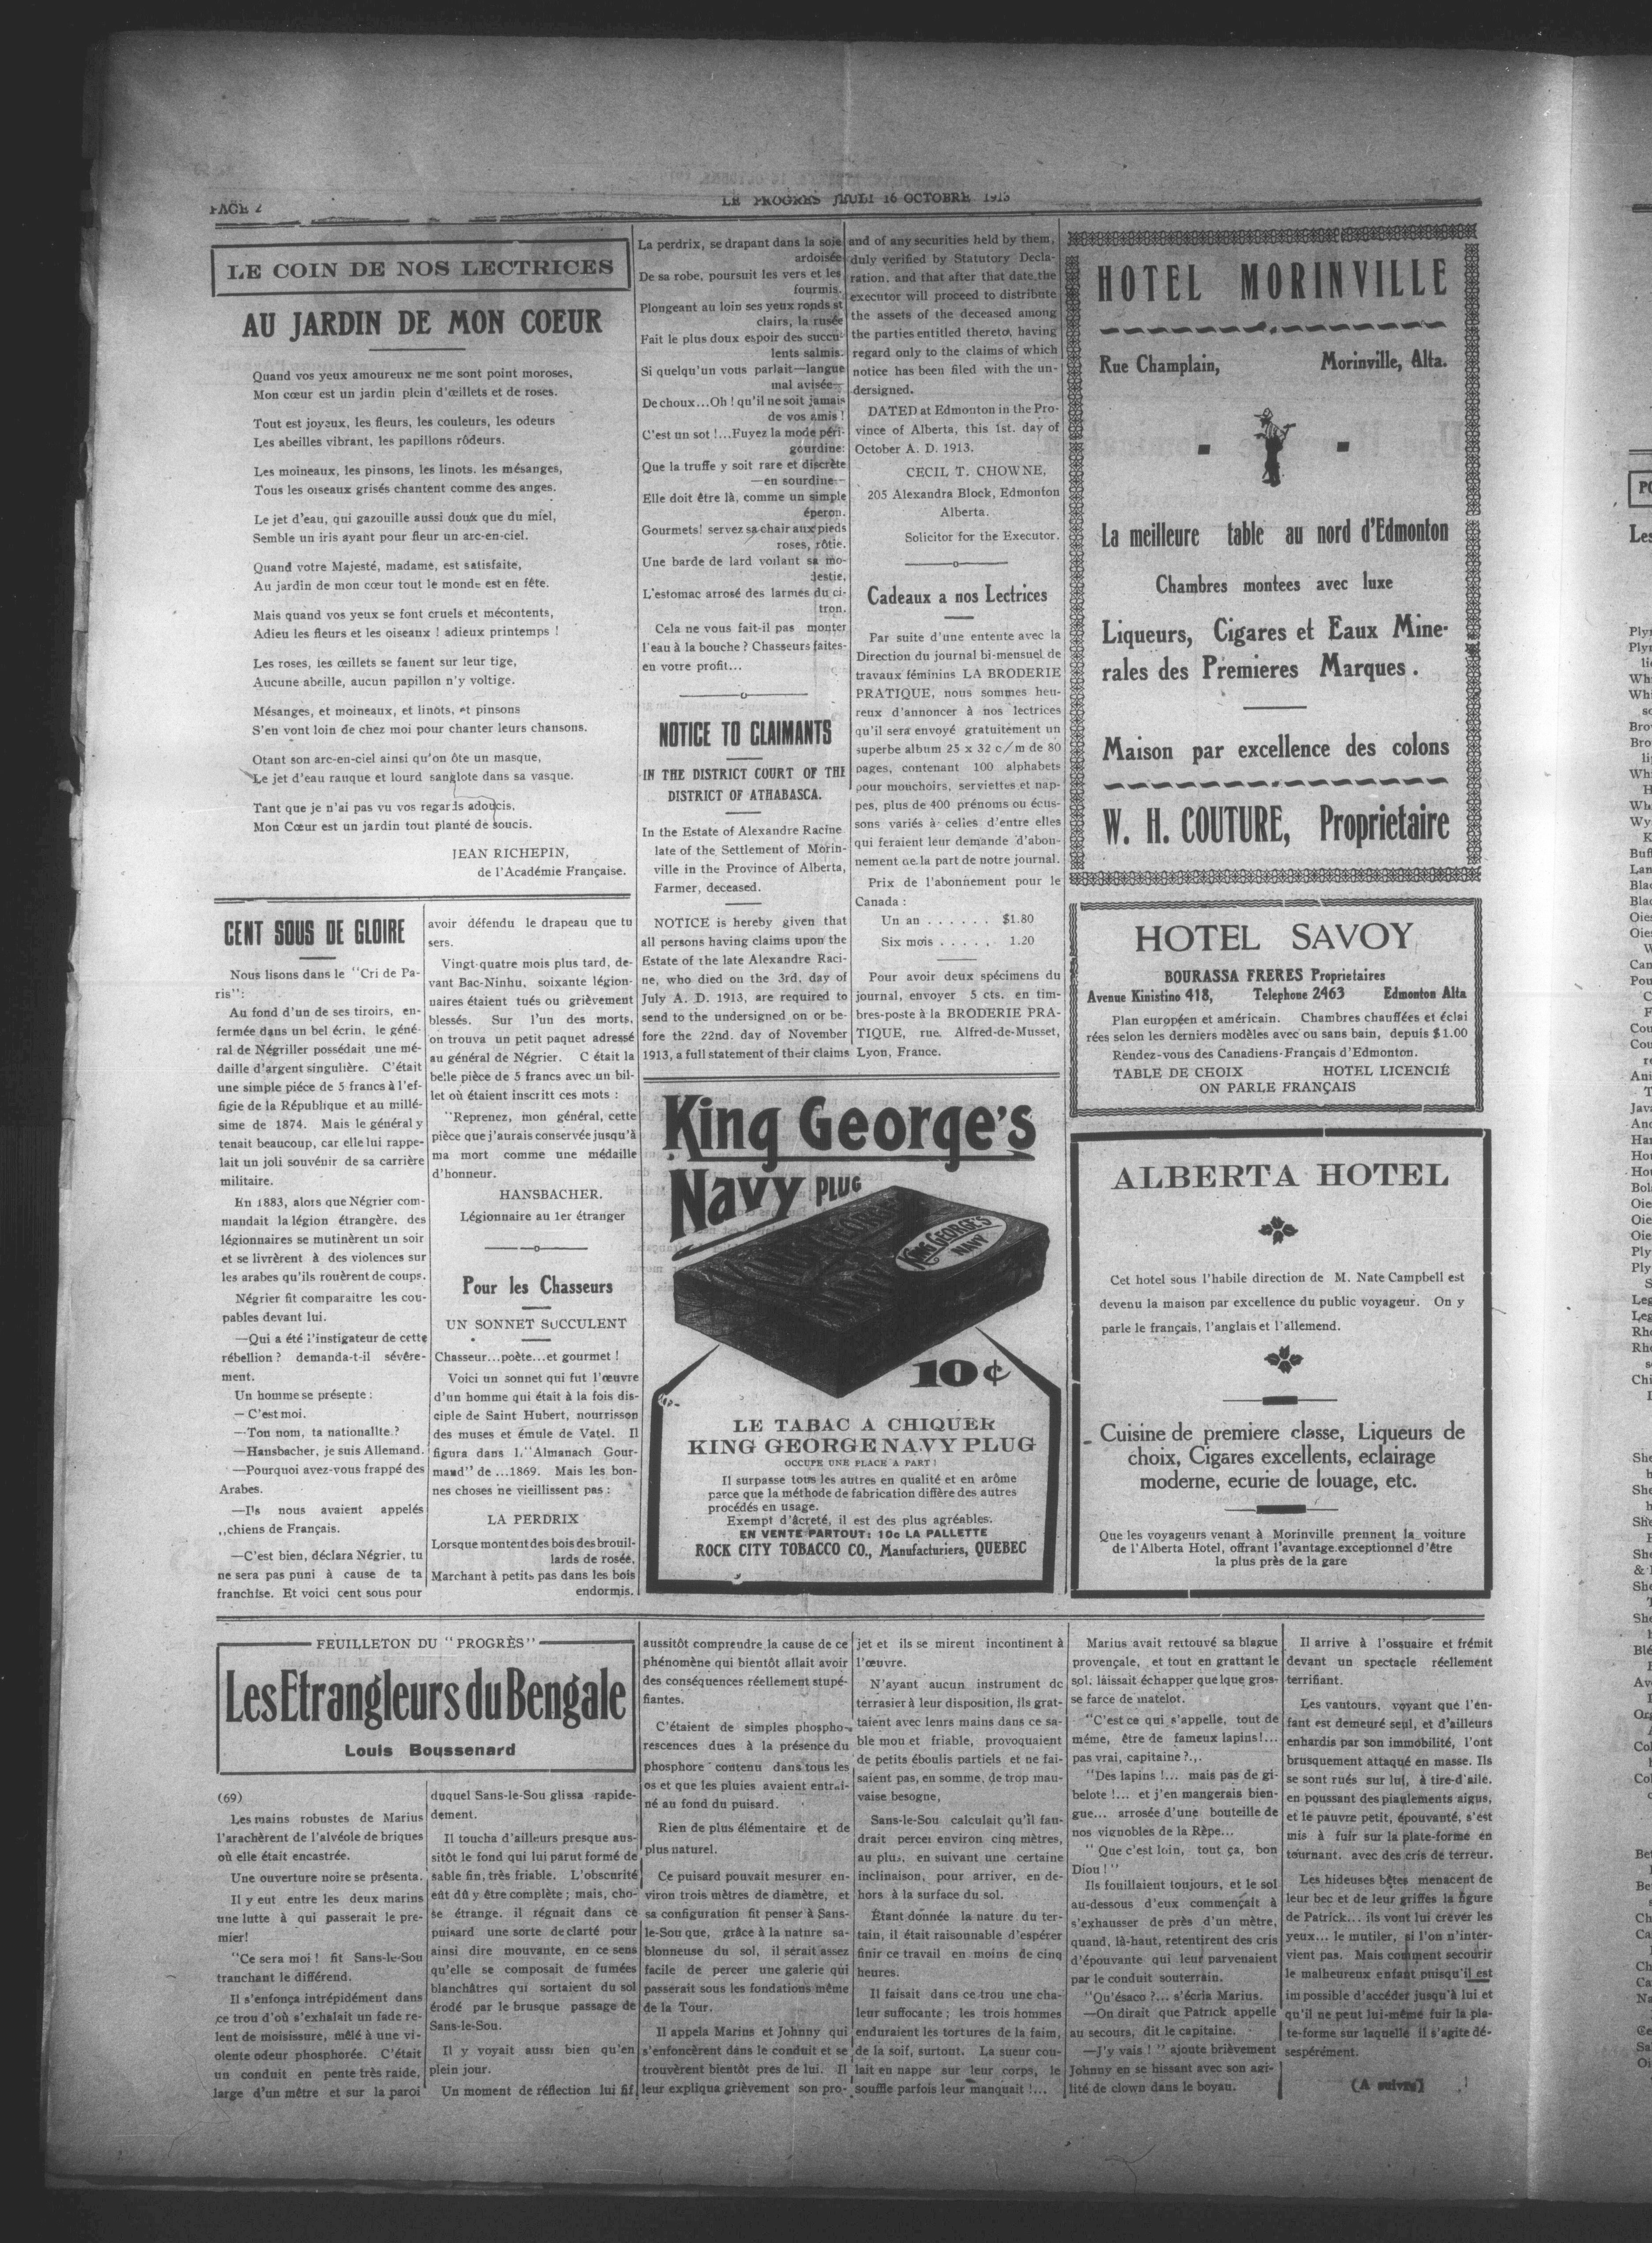 PAGE 2
LE PROGRES JEUDI 16 OCTOBRE 1913
LE COIN DE NOS LECTRICES
AU JARDIN DE MON COEUR
Quand vos yeux amoureux ne me sont point moroses,
Mon cœur est un jardin plein d'œillets et de roses.
Tout est joyeux, les fleurs, les couleurs, les odeurs
Les abeilles vibrant, les papillons rôdeurs.
Les moineaux, les pinsons, les linots. les mésanges,
Tous les oiseaux grisés chantent comme des anges.
Le jet d'eau, qui gazouille aussi doux que du miel,
Semble un iris ayant pour fleur un arc-en-ciel.
Quand votre Majesté, madame, est satisfaite,
Au jardin de mon cœur tout le monde est en fête.
Mais quand vos yeux se font cruels et mécontents,
Adieu les fleurs et les oiseaux ! adieux printemps !
Les roses, les œillets se fanent sur leur tige,
Aucune abeille, aucun papillon n'y voltige.
Mésanges, et moineaux, et linots, et pinsons
S'en vont loin de chez moi pour chanter leurs chansons.
Otant son arc-en-ciel ainsi qu'on ôte un masque,
Le jet d'eau rauque et lourd sanglote dans sa vasque.
Tant que je n'ai pas vu vos regards adoucis,
Mon Cœur est un jardin tout planté de soucis.
JEAN RICHEPIN,
de l'Académie Française.
CENT SOUS DE GLOIRE
Nous lisons dans le "Cri de Pa-
ris":
Au fond d'un de ses tiroirs, en-
fermée dans un bel écrin, le géné-
ral de Négriller possédait une mé-
daille d'argent singulière. C'était
une simple piéce de 5 francs à l'ef-
figie de la République et au millé-
sime de 1874. Mais le général y
tenait beaucoup, car elle lui rappe-
lait un joli souvénir de sa carrière
militaire.
En 1883, alors que Négrier com-
mandait la légion étrangère, des
légionnaires se mutinèrent un soir
et se livrèrent à des violences sur
les arabes qu'ils rouèrent de coups.
Négrier fit comparaitre les cou-
pables devant lui.
—Qui a été l'instigateur de cette
rébellion ? demanda-t-il sévère-
ment.
Un homme se présente :
— C'est moi.
—Ton nom, ta nationallte.?
—Hansbacher, je suis Allemand.
—Pourquoi avez-vous frappé des
Arabes.
—Ils nous avaient appelés
,,chiens de Français.
—C'est bien, déclara Négrier, tu
ne sera pas puni à cause de ta
franchise. Et voici cent sous pour
avoir défendu le drapeau que tu
sers.
Vingt-quatre mois plus tard, de-
vant Bac-Ninhu, soixante légion-
naires étaient tués ou grièvement
blessés. Sur l'un des morts,
on trouva un petit paquet adressé
au général de Négrier. C était la
belle pièce de 5 francs avec un bil-
let où étaient inscritt ces mots :
"Reprenez, mon général, cette
pièce que j'aurais conservée jusqu'à
ma mort comme une médaille
d'honneur.
HANSBACHER.
Légionnaire au 1er étranger
Pour les Chasseurs
UN SONNET SUCCULENT
Chasseur...poète...et gourmet !
Voici un sonnet qui fut l'œuvre
d'un homme qui était à la fois dis-
ciple de Saint Hubert, nourrisson
des muses et émule de Vatel. Il
figura dans l'"Almanach Gour-
mand" de ...1869. Mais les bon-
nes choses ne vieillissent pas :
LA PERDRIX
Lorsque montent des bois des brouil-
lards de rosée,
Marchant à petits pas dans les bois
endormis.
La perdrix, se drapant dans la soie
ardoisée
De sa robe, poursuit les vers et les
fourmis.
Plongeant au loin ses yeux ronds st
clairs, la rusée
Fait le plus doux espoir des succu-
lents salmis.
Si quelqu'un vous parlait—langue
mal avisée—
De choux...Oh ! qu'il ne soit jamais
de vos amis !
C'est un sot !...Fuyez la mode péri-
gourdine:
Que la truffe y soit rare et discrète
—en sourdine—
Elle doit être là, comme un simple
éperon.
Gourmets! servez sa chair aux pieds
roses, rôtie.
Une barde de lard voilant sa mo-
destie,
L'estomac arrosé des larmes du ci-
tron.
Cela ne vous fait-il pas monter
l'eau à la bouche ? Chasseurs faites-
en votre profit...
NOTICE TO CLAIMANTS
IN THE DISTRICT COURT OF THE
DISTRICT OF ATHABASCA.
In the Estate of Alexandre Racine
late of the Settlement of Morin-
ville in the Province of Alberta,
Farmer, deceased.
NOTICE is hereby given that
all persons having claims upon the
Estate of the late Alexandre Raci-
ne, who died on the 3rd. day of
July A. D. 1913, are required to
send to the undersigned on or be-
fore the 22nd. day of November
1913, a full statement of their claims
and of any securities held by them,
duly verified by Statutory Decla-
ration, and that after that date the
executor will proceed to distribute
the assets of the deceased among
the parties entitled thereto, having
regard only to the claims of which
notice has been filed with the un-
dersigned.
DATED at Edmonton in the Pro-
vince of Alberta, this 1st. day of
October A. D. 1913.
CECIL T. CHOWNE,
205 Alexandra Block, Edmonton
Alberta.
Solicitor for the Executor.
Cadeaux a nos Lectrices
Par suite d'une entente avec la
Direction du journal bi-mensuel de
travaux féminins LA BRODERIE
PRATIQUE, nous sommes heu-
reux d'annoncer à nos lectrices
qu'il sera envoyé gratuitement un
superbe album 25 x 32 c/m de 80
pages, contenant 100 alphabets
pour mouchoirs, serviettes et nap-
pes, plus de 400 prénoms ou écus-
sons variés à celles d'entre elles
qui feraient leur demande d'abon-
nement de la part de notre journal.
Prix de l'abonnement pour le
Canada :
Un an . . . . . . $1.80
Six mois . . . . . 1.20
Pour avoir deux spécimens du
journal, envoyer 5 cts. en tim-
bres-poste à la BRODERIE PRA-
TIQUE, rue. Alfred-de-Musset,
Lyon, France.
King George's
Navy PLUG
KING GEORGE'S
NAVY
10¢
LE TABAC A CHIQUER
KING GEORGE NAVY PLUG
OCCUPE UNE PLACE A PART !
Il surpasse tous les autres en qualité et en arôme
parce que la méthode de fabrication diffère des autres
procédés en usage.
Exempt d'âcreté, il est des plus agréables.
EN VENTE PARTOUT: 10c LA PALLETTE
ROCK CITY TOBACCO CO., Manufacturiers, QUEBEC
HOTEL MORINVILLE
Rue Champlain, Morinville, Alta.
La meilleure table au nord d'Edmonton
Chambres montees avec luxe
Liqueurs, Cigares et Eaux Mine-
rales des Premieres Marques.
Maison par excellence des colons
W. H. COUTURE, Proprietaire
HOTEL SAVOY
BOURASSA FRERES Proprietaires
Avenue Kinistino 418, Telephone 2463 Edmonton Alta
Plan européen et américain. Chambres chauffées et éclai
rées selon les derniers modèles avec ou sans bain, depuis $1.00
Rendez-vous des Canadiens-Français d'Edmonton.
TABLE DE CHOIX HOTEL LICENCIÉ
ON PARLE FRANÇAIS
ALBERTA HOTEL
Cet hotel sous l'habile direction de M. Nate Campbell est
devenu la maison par excellence du public voyageur. On y
parle le français, l'anglais et l'allemend.
Cuisine de premiere classe, Liqueurs de
choix, Cigares excellents, eclairage
moderne, ecurie de louage, etc.
Que les voyageurs venant à Morinville prennent la voiture
de l'Alberta Hotel, offrant l'avantage exceptionnel d'être
la plus près de la gare
FEUILLETON DU "PROGRÈS"
Les Etrangleurs du Bengale
Louis Boussenard
(69)
Les mains robustes de Marius
l'arachèrent de l'alvéole de briques
où elle était encastrée.
Une ouverture noire se présenta.
Il y eut entre les deux marins
une lutte à qui passerait le pre-
mier!
"Ce sera moi ! fit Sans-le-Sou
tranchant le différend.
Il s'enfonça intrépidément dans
ce trou d'où s'exhalait un fade re-
lent de moisissure, mêlé à une vi-
olente odeur phosphorée. C'était
un conduit en pente très raide,
large d'un mètre et sur la paroi
duquel Sans-le-Sou glissa rapide-
dement.
Il toucha d'ailleurs presque aus-
sitôt le fond qui lui parut formé de
sable fin, très friable. L'obscurité
eût dû y être complète ; mais, cho-
se étrange. il régnait dans ce
puisard une sorte de clarté pour
ainsi dire mouvante, en ce sens
qu'elle se composait de fumées
blanchâtres qui sortaient du sol
érodé par le brusque passage de
Sans-le-Sou.
Il y voyait aussi bien qu'en
plein jour.
Un moment de réflection lui fif
aussitôt comprendre la cause de ce
phénomène qui bientôt allait avoir
des conséquences réellement stupé-
fiantes.
C'étaient de simples phospho-
rescences dues à la présence du
phosphore contenu dans tous les
os et que les pluies avaient entraî-
né au fond du puisard.
Rien de plus élémentaire et de
plus naturel.
Ce puisard pouvait mesurer en-
viron trois mètres de diamètre, et
sa configuration fit penser à Sans-
le-Sou que, grâce à la nature sa-
blonneuse du sol, il serait assez
facile de percer une galerie qui
passerait sous les fondations même
de la Tour.
Il appela Marius et Johnny qui
s'enfoncèrent dans le conduit et se
trouvèrent bientôt pres de lui. Il
leur expliqua grièvement son pro-
jet et ils se mirent incontinent à
l'œuvre.
N'ayant aucun instrument de
terrasier à leur disposition, ils grat-
taient avec lenrs mains dans ce sa-
ble mou et friable, provoquaient
de petits éboulis partiels et ne fai-
saient pas, en somme, de trop mau-
vaise besogne,
Sans-le-Sou calculait qu'il fau-
drait percer environ cinq mètres,
au plus, en suivant une certaine
inclinaison, pour arriver, en de-
hors à la surface du sol.
Étant donnée la nature du ter-
tain, il était raisonnable d'espérer
finir ce travail en moins de cinq
heures.
Il faisait dans ce trou une cha-
leur suffocante ; les trois hommes
enduraient les tortures de la faim,
de la soif, surtout. La sueur cou-
lait en nappe sur leur corps, le
souffle parfois leur manquait !...
Marius avait rettouvé sa blague
provençale, et tout en grattant le
sol, laissait échapper quelque gros-
se farce de matelot.
"C'est ce qui s'appelle, tout de
méme, être de fameux lapins!...
pas vrai, capitaine ?...
"Des lapins !... mais pas de gi-
belote !... et j'en mangerais bien-
gue... arrosée d'une bouteille de
nos vignobles de la Rèpe...
"Que c'est loin, tout ça, bon
Diou ! "
Ils fouillaient toujours, et le sol
au-dessous d'eux commençait à
s'exhausser de près d'un mètre,
quand, là-haut, retentirent des cris
d'épouvante qui leur parvenaient
par le conduit souterrain.
"Qu'ésaco ?... s'écria Marius.
—On dirait que Patrick appelle
au secours, dit le capitaine.
—J'y vais ! " ajoute brièvement
Johnny en se hissant avec son agi-
lité de clown dans le boyau.
Il arrive à l'ossuaire et frémit
devant un spectacle réellement
terrifiant.
Les vautours, voyant que l'en-
fant est demeuré seul, et d'ailleurs
enhardis par son immobilité, l'ont
brusquement attaqué en masse. Ils
se sont rués sur lui, à tire-d'aile.
en poussant des piaulements aigus,
et le pauvre petit, épouvanté, s'est
mis à fuir sur la plate-forme en
tournant, avec des cris de terreur.
Les hideuses bêtes menacent de
leur bec et de leur griffes la figure
de Patrick... ils vont lui crever les
yeux... le mutiler, si l'on n'inter-
vient pas. Mais comment secourir
le malheureux enfant puisqu'il est
impossible d'accéder jusqu'à lui et
qu'il ne peut lui-même fuir la pla-
te-forme sur laquelle il s'agite dé-
sespérément.
(A suivre)